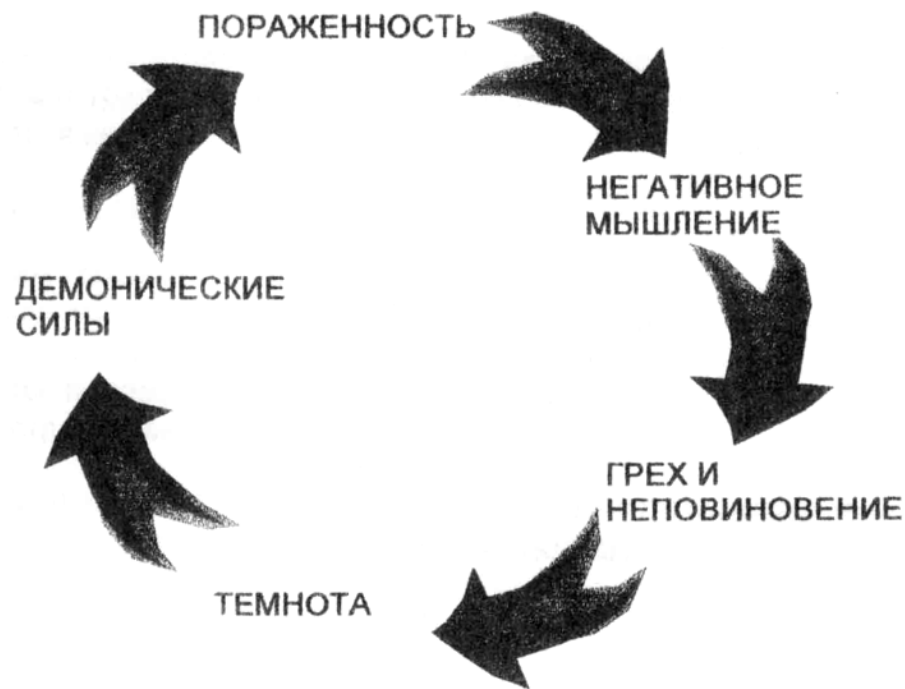 ПОРАЖЕННОСТЬ
НЕГАТИВНОЕ
МЫШЛЕНИЕ
ГРЕХ И
НЕПОВИНОВЕНИЕ
ТЕМНОТА
ДЕМОНИЧЕСКИЕ
СИЛЫ